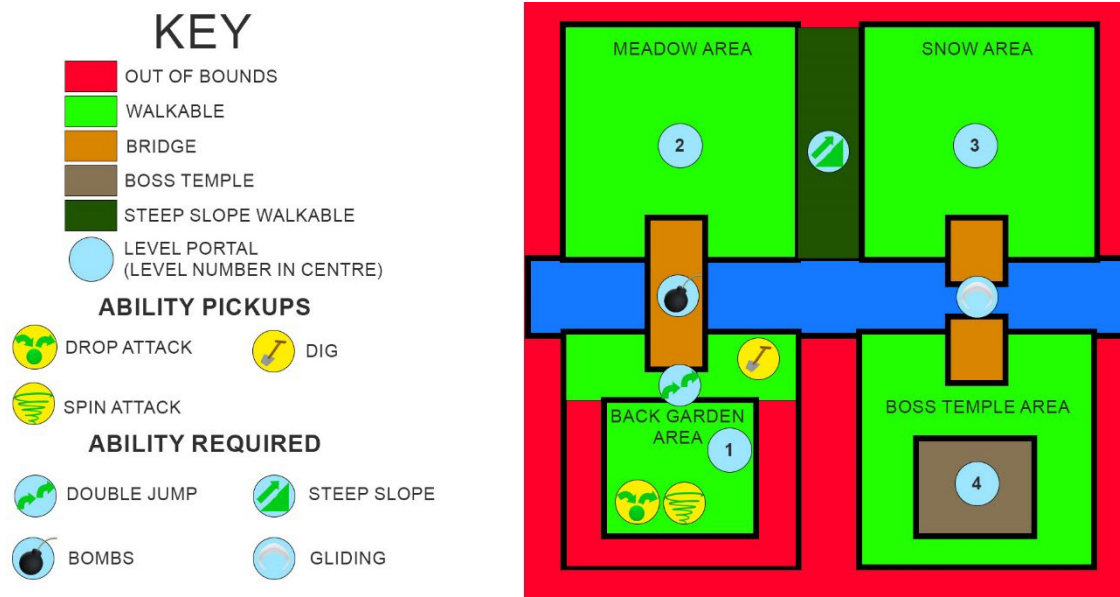 KEY
OUT OF BOUNDS
WALKABLE
BRIDGE
BOSS TEMPLE
STEEP SLOPE WALKABLE
LEVEL PORTAL
(LEVEL NUMBER IN CENTRE)
ABILITY PICKUPS
DROP ATTACK
DIG
SPIN ATTACK
ABILITY REQUIRED
DOUBLE JUMP
STEEP SLOPE
BOMBS
GLIDING
MEADOW AREA
SNOW AREA
2
3
BACK GARDEN
AREA
1
BOSS TEMPLE AREA
4